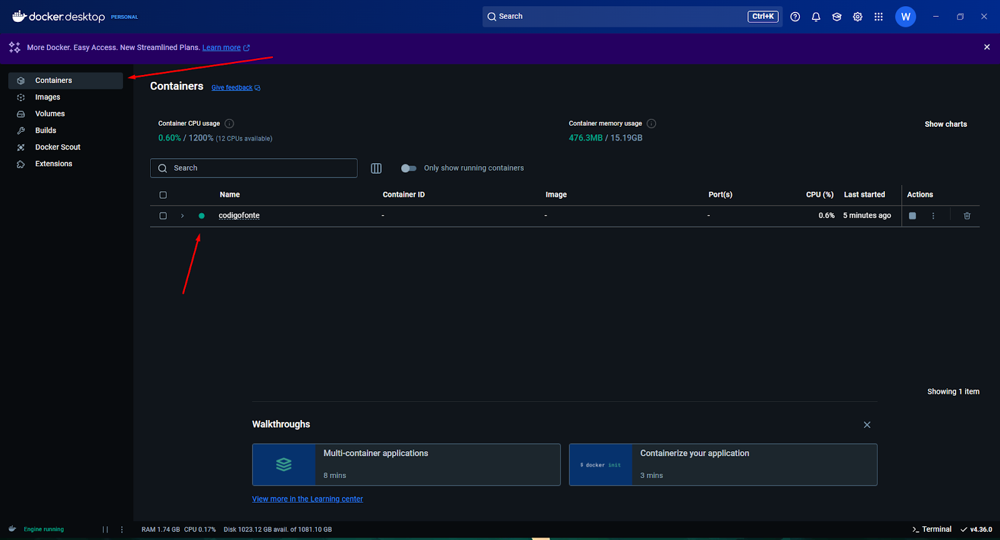 docker.desktop PERSONAL
Search Ctrl+K W
More Docker. Easy Access. New Streamlined Plans. Learn more
Containers
Images
Volumes
Builds
Docker Scout
Extensions
Containers Give feedback
Container CPU usage
0.60% / 1200% (12 CPUs available)
Container memory usage
476.3MB / 15.19GB
Show charts
Search
Only show running containers
Name Container ID Image Port(s) CPU (%) Last started Actions
codigofonte - - - 0.6% 5 minutes ago
Showing 1 item
Walkthroughs
Multi-container applications
8 mins
$ docker init
Containerize your application
3 mins
View more in the Learning center
Engine running RAM 1.74 GB CPU 0.17% Disk 1023.12 GB avail. of 1081.10 GB >_ Terminal v4.36.0